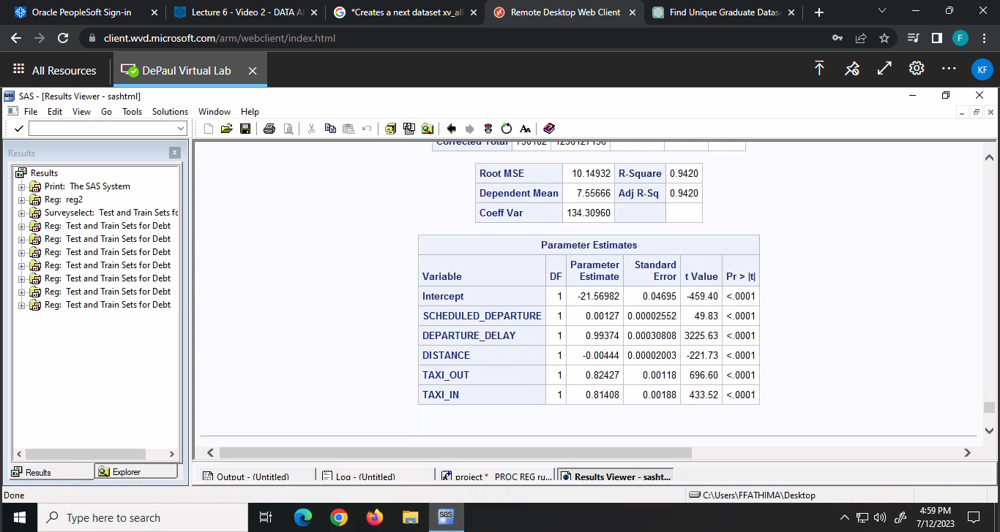 Oracle PeopleSoft Sign-in
Lecture 6 - Video 2 - DATA A
*Creates a next dataset xv_all
Remote Desktop Web Client
Find Unique Graduate Datase
client.wvd.microsoft.com/arm/webclient/index.html
F
All Resources
DePaul Virtual Lab
KF
SAS - [Results Viewer - sashtml]
File Edit View Go Tools Solutions Window Help
Results
Results
Print: The SAS System
Reg: reg2
Surveyselect: Test and Train Sets fo
Reg: Test and Train Sets for Debt
Reg: Test and Train Sets for Debt
Reg: Test and Train Sets for Debt
Reg: Test and Train Sets for Debt
Reg: Test and Train Sets for Debt
Reg: Test and Train Sets for Debt
Reg: Test and Train Sets for Debt
Results
Explorer
Corrected Total
Root MSE 10.14932 R-Square 0.9420
Dependent Mean 7.55666 Adj R-Sq 0.9420
Coeff Var 134.30960
Parameter Estimates
Variable DF Parameter Estimate Standard Error t Value Pr > |t|
Intercept 1 -21.56982 0.04695 -459.40 <.0001
SCHEDULED_DEPARTURE 1 0.00127 0.00002552 49.83 <.0001
DEPARTURE_DELAY 1 0.99374 0.00030808 3225.63 <.0001
DISTANCE 1 -0.00444 0.00002003 -221.73 <.0001
TAXI_OUT 1 0.82427 0.00118 696.60 <.0001
TAXI_IN 1 0.81408 0.00188 433.52 <.0001
Output - (Untitled)
Log - (Untitled)
project * PROC REG ru...
Results Viewer - sasht...
Done
C:\Users\FFATHIMA\Desktop
Type here to search
4:59 PM
7/12/2023